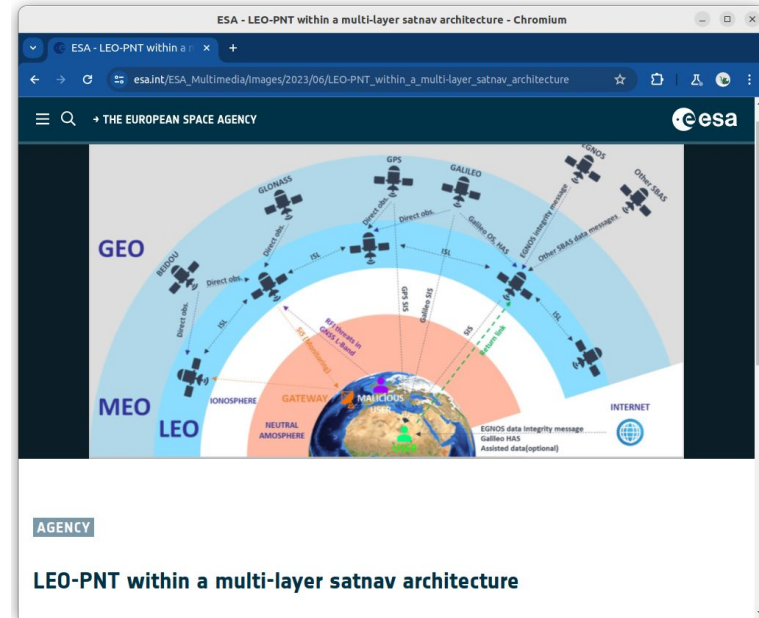 ESA - LEO-PNT within a multi-layer satnav architecture - Chromium
ESA - LEO-PNT within a m
esa.int/ESA_Multimedia/Images/2023/06/LEO-PNT_within_a_multi-layer_satnav_architecture
THE EUROPEAN SPACE AGENCY
esa
GPS
GALILEO
EGNOS
Other SBAS
GLONASS
BEIDOU
GEO
MEO
LEO
Direct obs.
Direct obs.
Direct obs.
Direct obs.
Direct obs.
Galileo OS, HAS
EGNOS integrity message
Other SBAS data messages
ISL
ISL
ISL
ISL
ISL
GPS SIS
Galileo SIS
SIS
Return link
RFI threats in
GNSS L-Band
SIS (Monitoring)
IONOSPHERE
GATEWAY
MALICIOUS
USER
NEUTRAL
AMOSPHERE
USER
INTERNET
EGNOS data Integrity message
Galileo HAS
Assisted data(optional)
AGENCY
LEO-PNT within a multi-layer satnav architecture